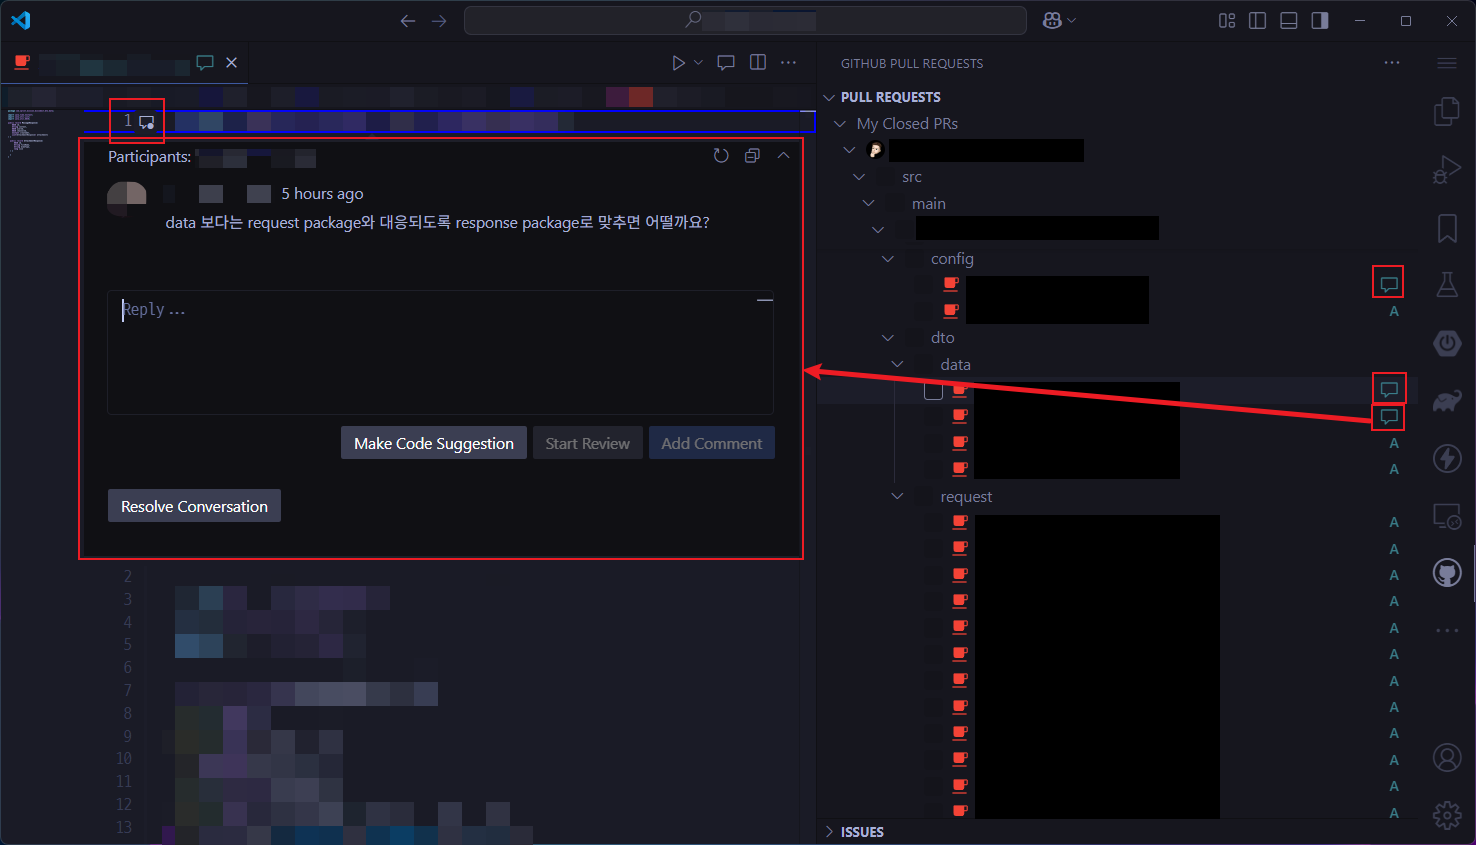 GITHUB PULL REQUESTS
PULL REQUESTS
My Closed PRs
src
main
config
A
dto
data
A
A
request
A
A
A
A
A
A
A
A
A
A
A
A
ISSUES
1
Participants:
5 hours ago
data 보다는 request package와 대응되도록 response package로 맞추면 어떨까요?
Reply...
Make Code Suggestion
Start Review
Add Comment
Resolve Conversation
2
3
4
5
6
7
8
9
10
11
12
13